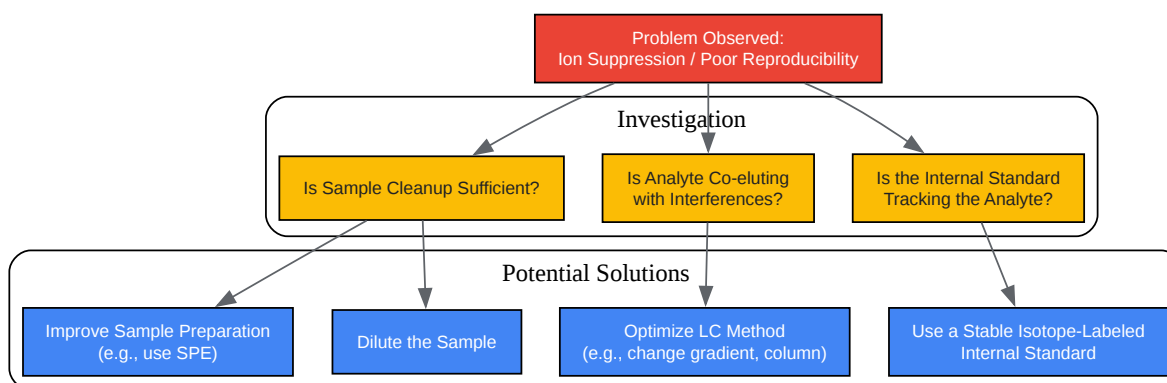 Problem Observed:
Ion Suppression / Poor Reproducibility
Investigation
Is Sample Cleanup Sufficient?
Is Analyte Co-eluting
with Interferences?
Is the Internal Standard
Tracking the Analyte?
Potential Solutions
Improve Sample Preparation
(e.g., use SPE)
Dilute the Sample
Optimize LC Method
(e.g., change gradient, column)
Use a Stable Isotope-Labeled
Internal Standard